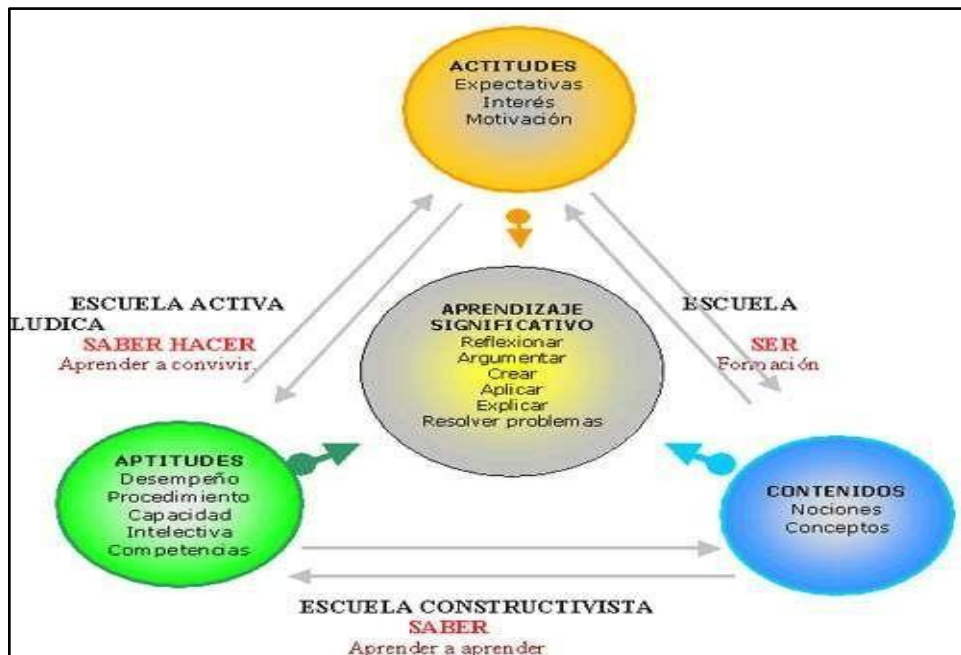 ACTITUDES
Expectativas
Interés
Motivación
ESCUELA ACTIVA
LUDICA
SABER HACER
Aprender a convivir.
APRENDIZAJE
SIGNIFICATIVO
Reflexionar
Argumentar
Crear
Aplicar
Explicar
Resolver problemas
ESCUELA
SER
Formación
APTITUDES
Desempeño
Procedimiento
Capacidad
Intelectiva
Competencias
CONTENIDOS
Nociones
Conceptos
ESCUELA CONSTRUCTIVISTA
SABER
Aprender a aprender